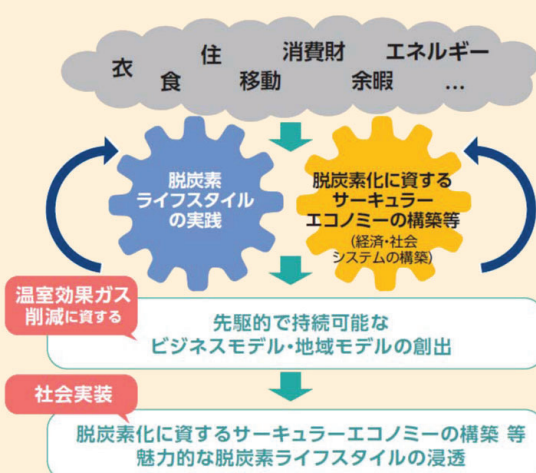 衣 食 住 移動 消費財 余暇 エネルギー …
脱炭素
ライフスタイル
の実践
脱炭素化に資する
サーキュラー
エコノミーの構築等
(経済・社会
システムの構築)
温室効果ガス
削減に資する
先駆的で持続可能な
ビジネスモデル・地域モデルの創出
社会実装
脱炭素化に資するサーキュラーエコノミーの構築 等
魅力的な脱炭素ライフスタイルの浸透